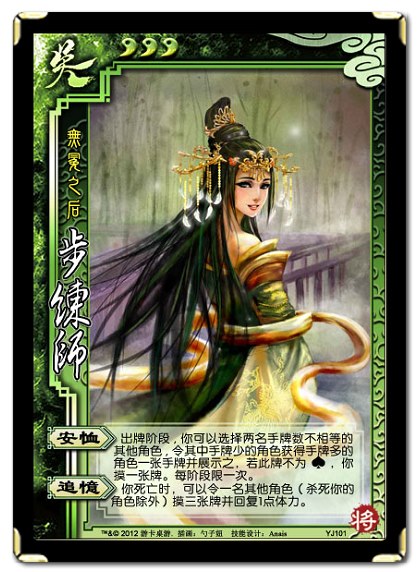 吴
無冕之后
步練師
安恤
出牌阶段，你可以选择两名手牌数不相等的
其他角色，令其中手牌少的角色获得手牌多的
角色一张手牌并展示之，若此牌不为♠，你
摸一张牌。每阶段限一次。
追憶
你死亡时，可以令一名其他角色（杀死你的
角色除外）摸三张牌并回复1点体力。
将
™&© 2012 游卡桌游．插画：勺子妞 技能设计：Anais YJ101